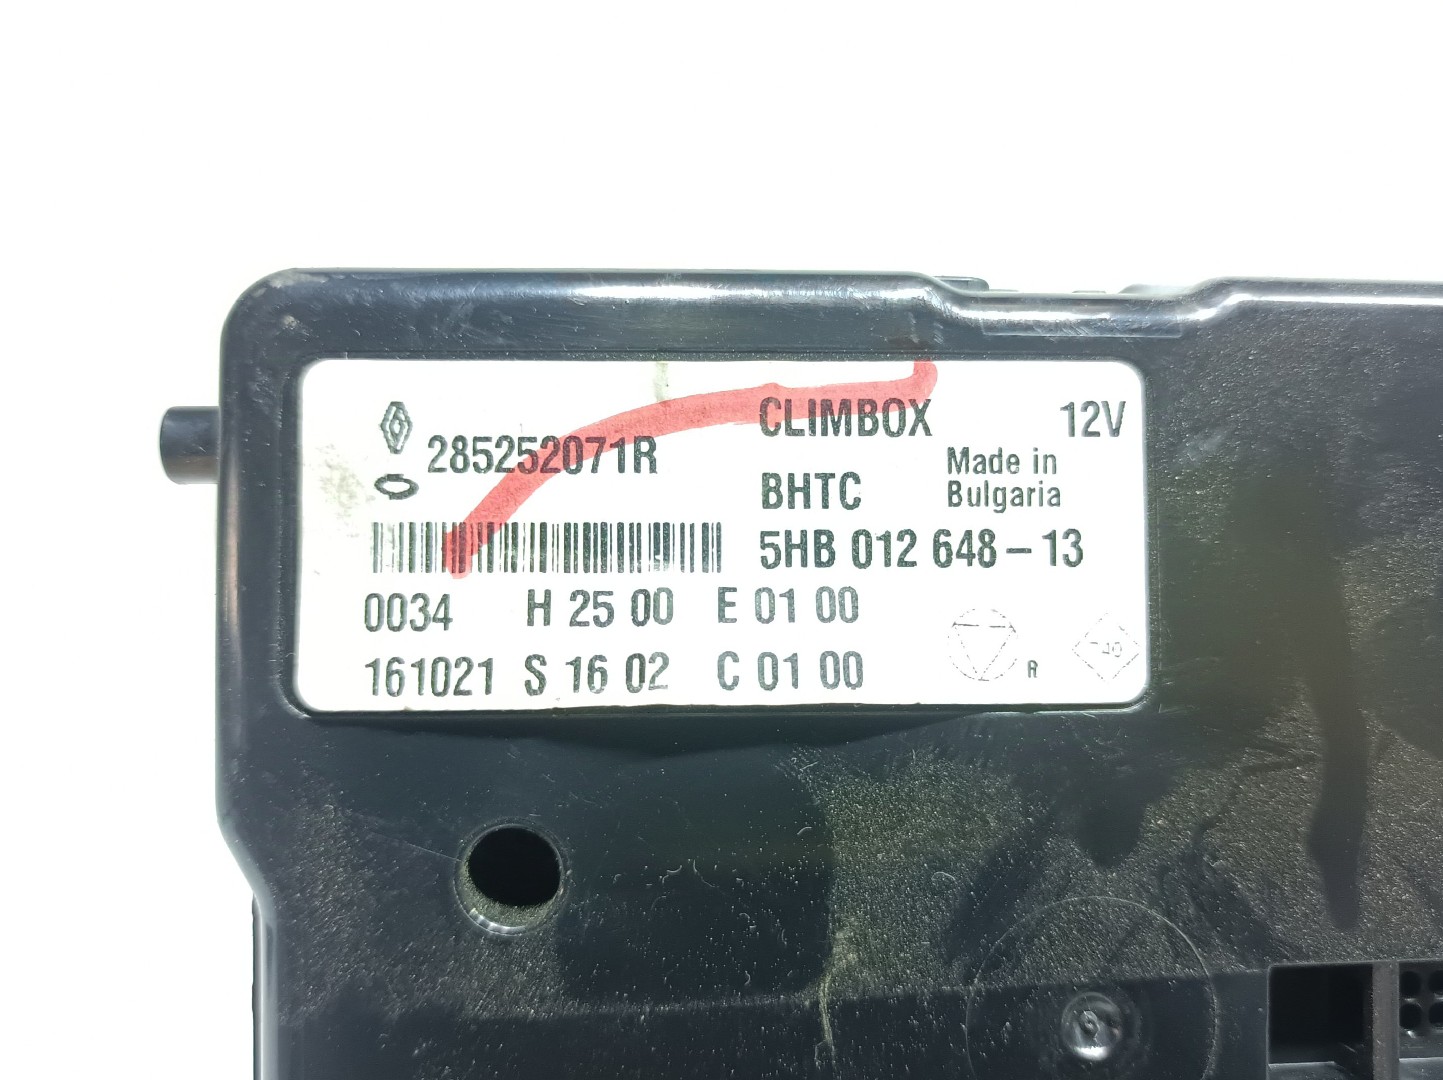 285252071R
CLIMBOX 12V
BHTC Made in
Bulgaria
5HB 012 648-13
0034 H 25 00 E 01 00
161021 S 16 02 C 01 00
R